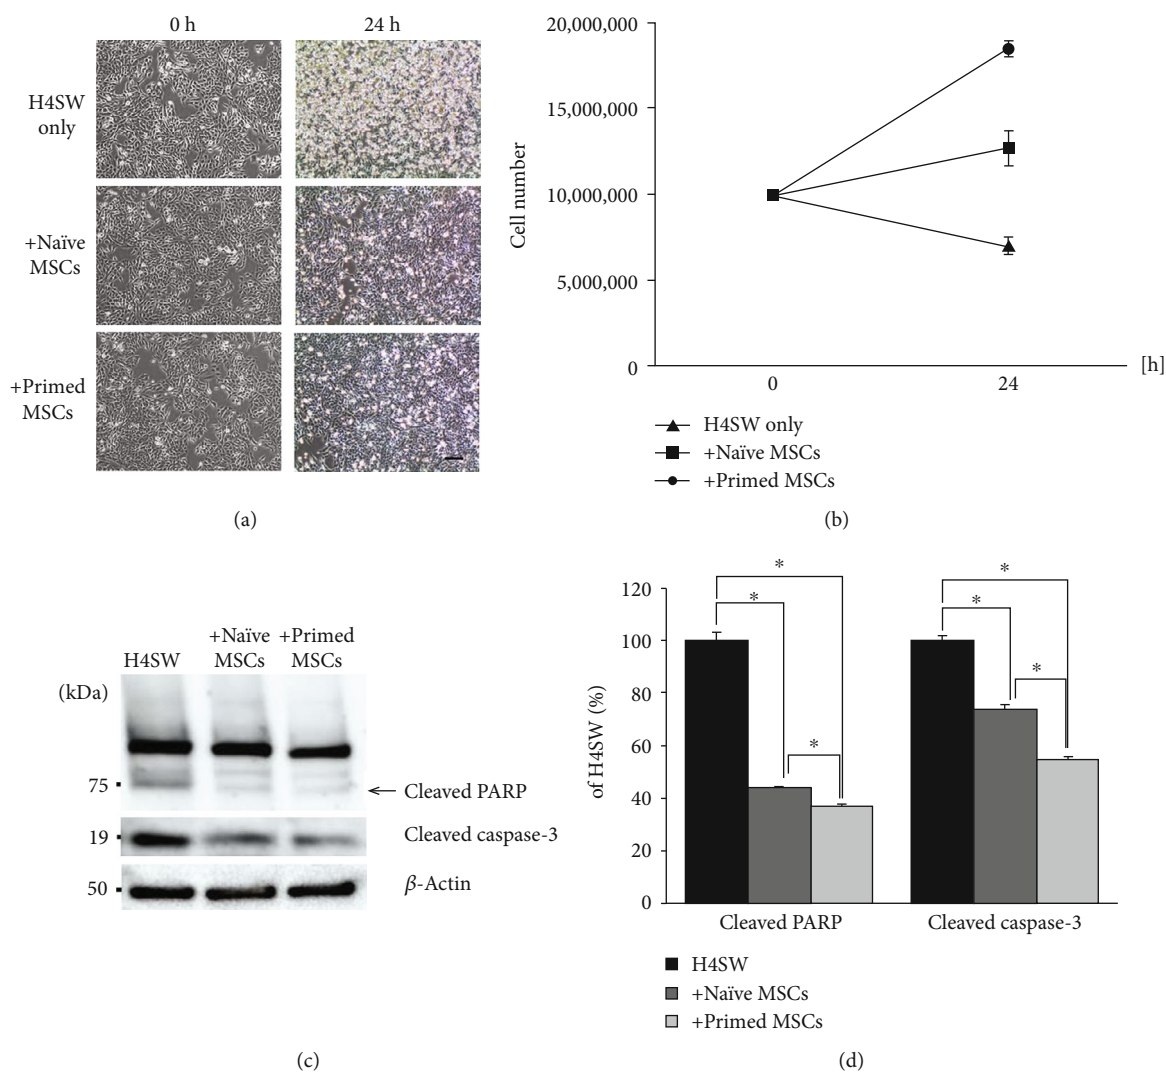 0 h 24 h
H4SW
only
+Naïve
MSCs
+Primed
MSCs
(a)
20,000,000
15,000,000
10,000,000
5,000,000
0
Cell number
0 24 [h]
H4SW only
+Naïve MSCs
+Primed MSCs
(b)
+Naïve +Primed
H4SW MSCs MSCs
(kDa)
75
Cleaved PARP
19
Cleaved caspase-3
50
β-Actin
(c)
120
100
80
60
40
20
0
of H4SW (%)
* * *
* * *
Cleaved PARP Cleaved caspase-3
H4SW
+Naïve MSCs
+Primed MSCs
(d)